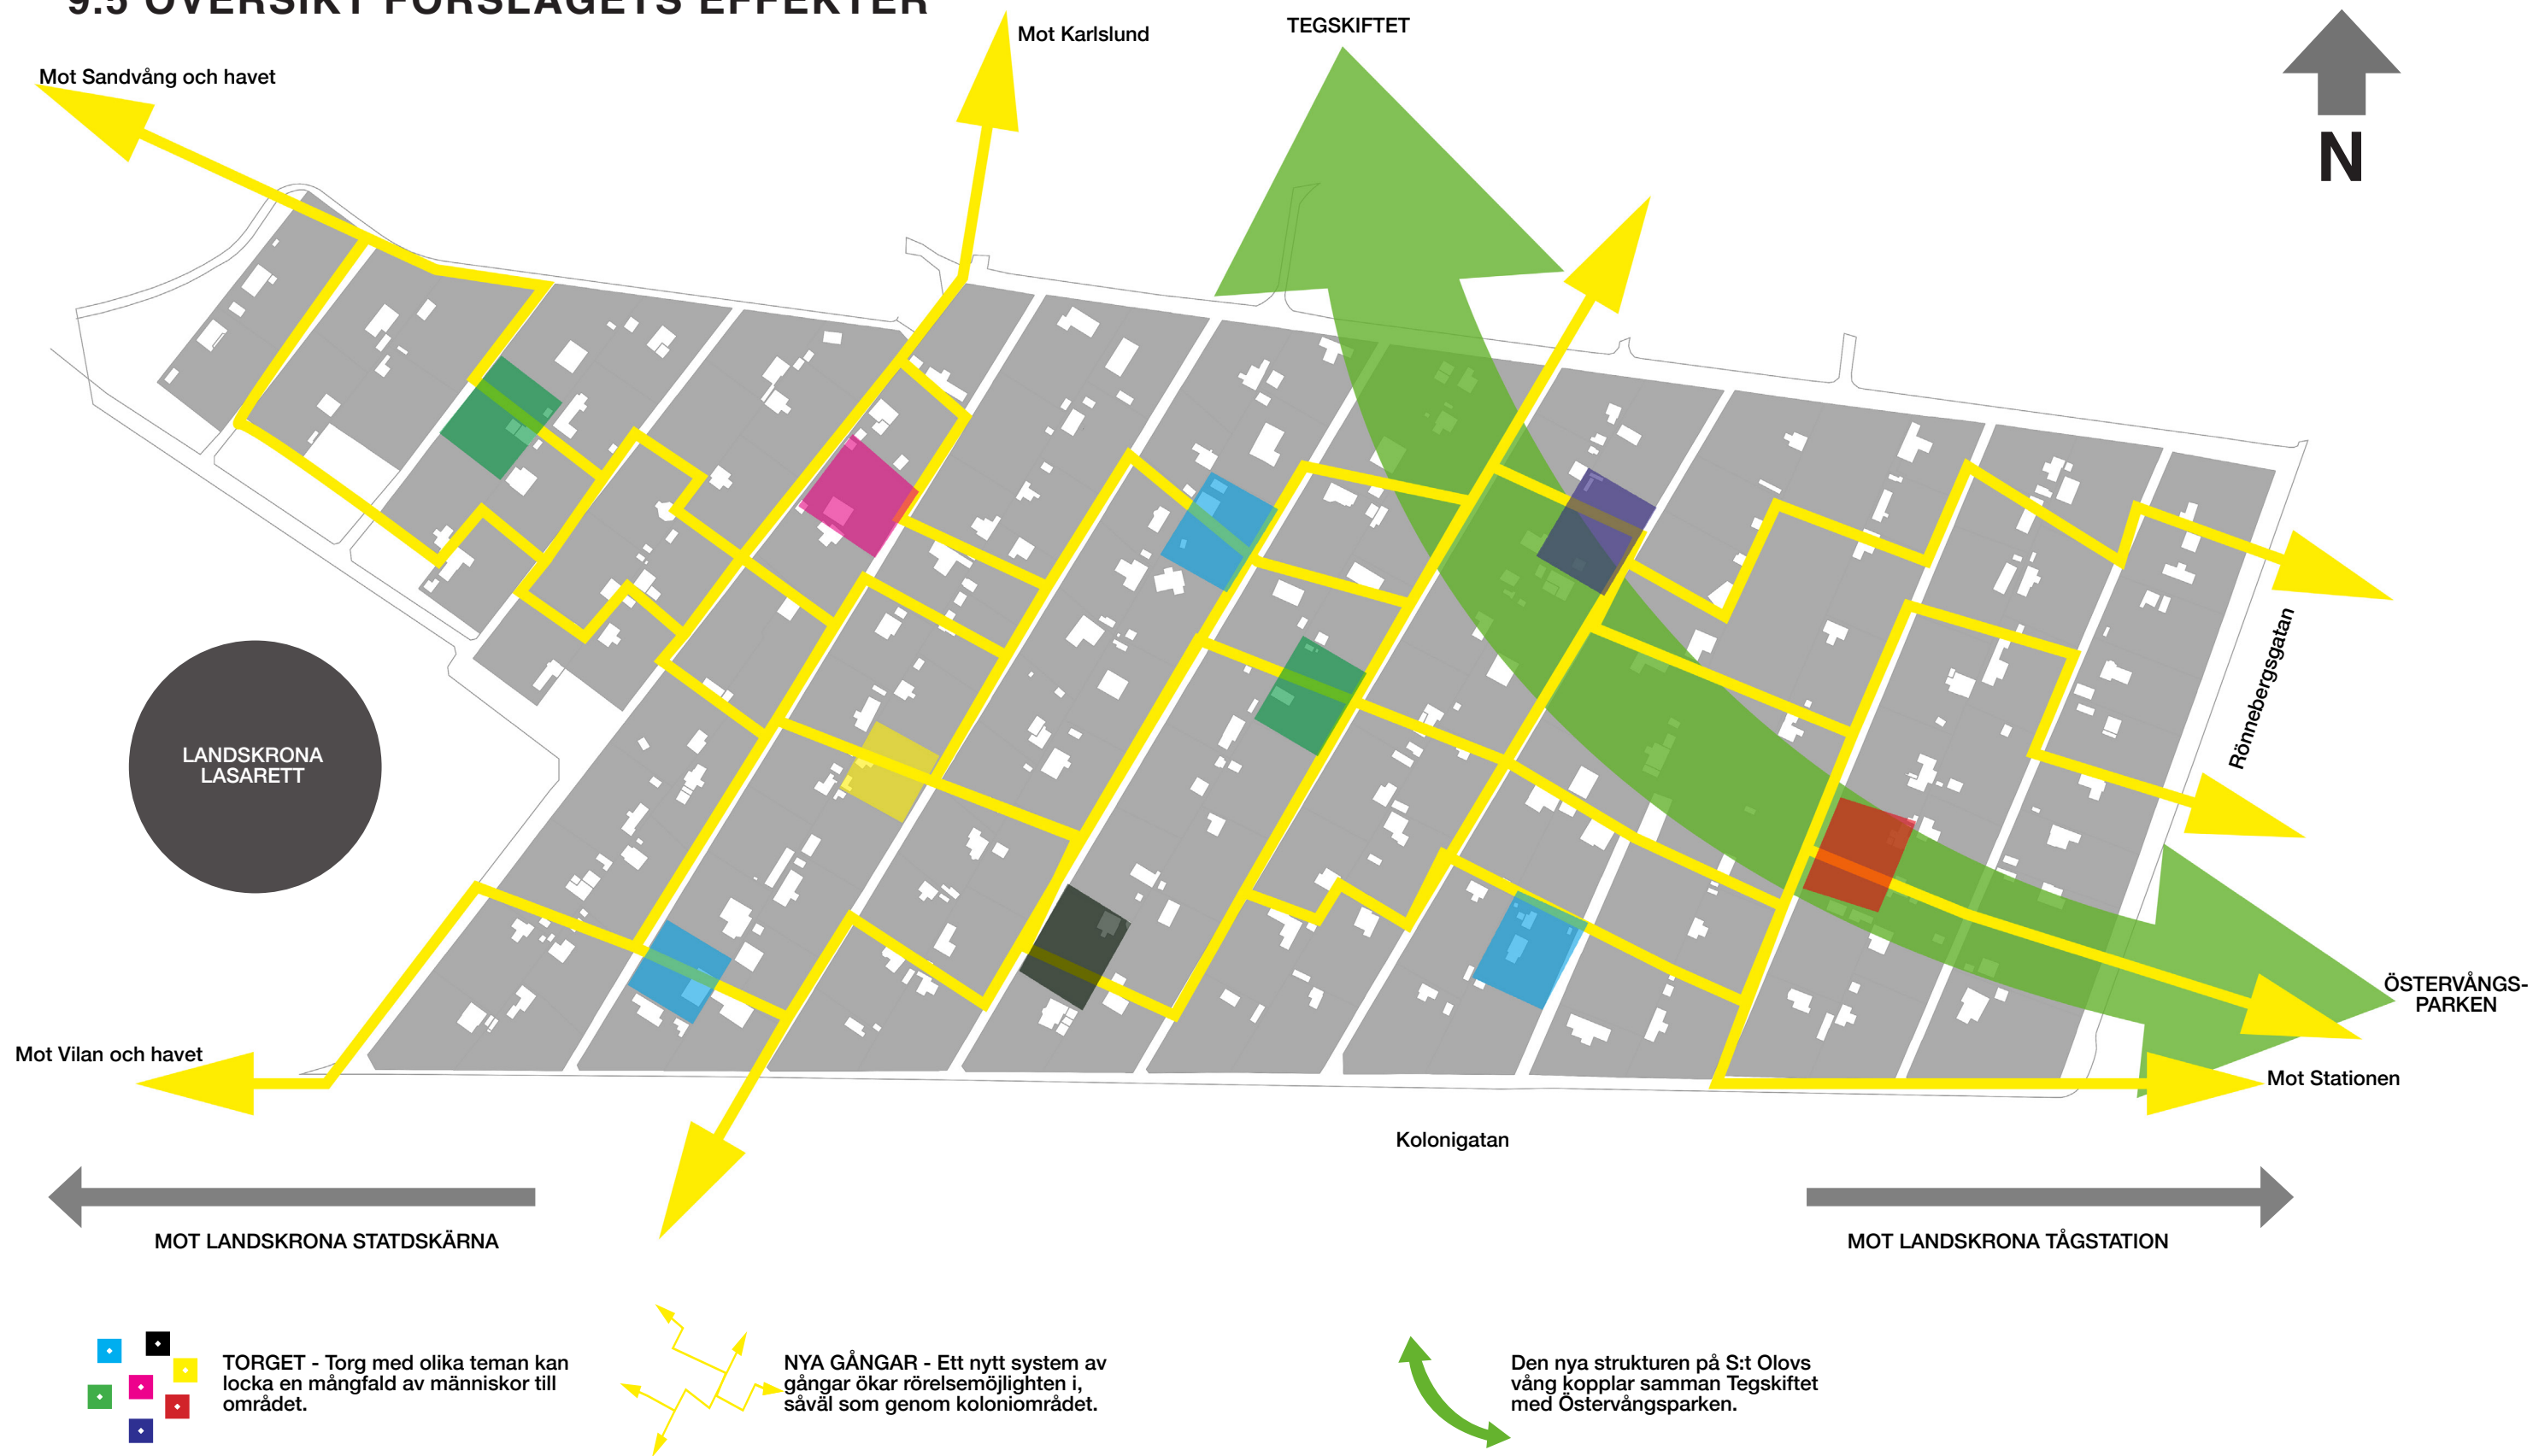 9.5 ÖVERSIKT FÖRSLAGETS EFFEKTER
Mot Karlslund
TEGSKIFTET
Mot Sandvång och havet
N
Rönnebergsgatan
LANDSKRONA
LASARETT
ÖSTERVÅNGS-
PARKEN
Mot Vilan och havet
Mot Stationen
Kolonigatan
MOT LANDSKRONA STATDSKÄRNA
MOT LANDSKRONA TÅGSTATION
TORGET - Torg med olika teman kan
locka en mångfald av människor till
området.
NYA GÅNGAR - Ett nytt system av
gångar ökar rörelsemöjlighten i,
såväl som genom koloniområdet.
Den nya strukturen på S:t Olovs
vång kopplar samman Tegskiftet
med Östervångsparken.